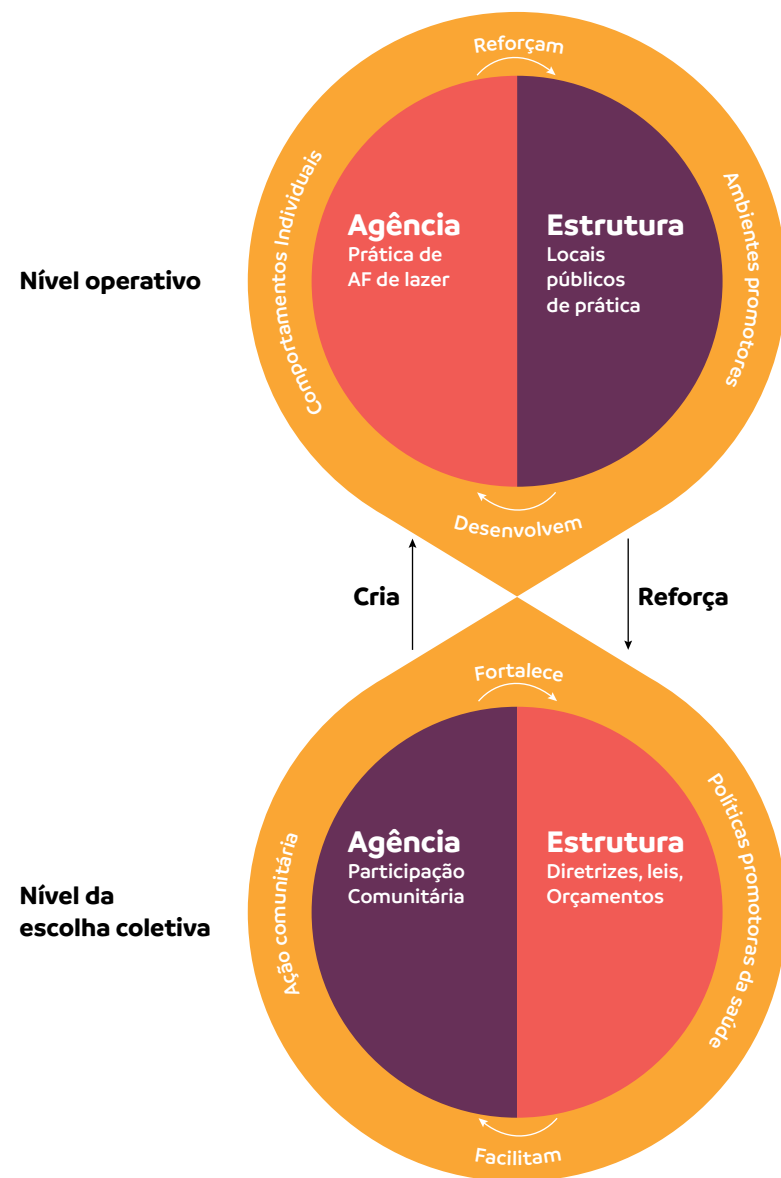 Reforçam
Comportamentos Individuais
Ambientes promotores
Agência
Prática de
AF de lazer
Estrutura
Locais
públicos
de prática
Nível operativo
Desenvolvem
Cria
Reforça
Fortalece
Ação comunitária
Políticas promotoras da saúde
Agência
Participação
Comunitária
Estrutura
Diretrizes, leis,
Orçamentos
Nível da
escolha coletiva
Facilitam